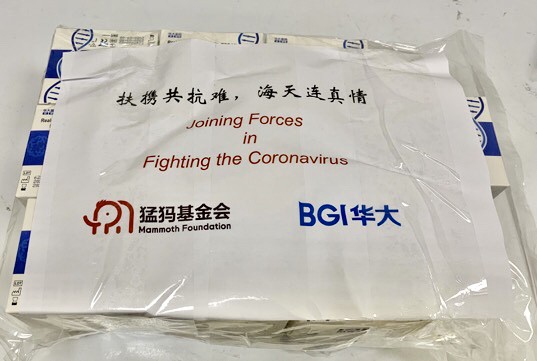 扶携共抗难，海天连真情
Joining Forces
in
Fighting the Coronavirus
猛犸基金会
Mammoth Foundation
BGI华大